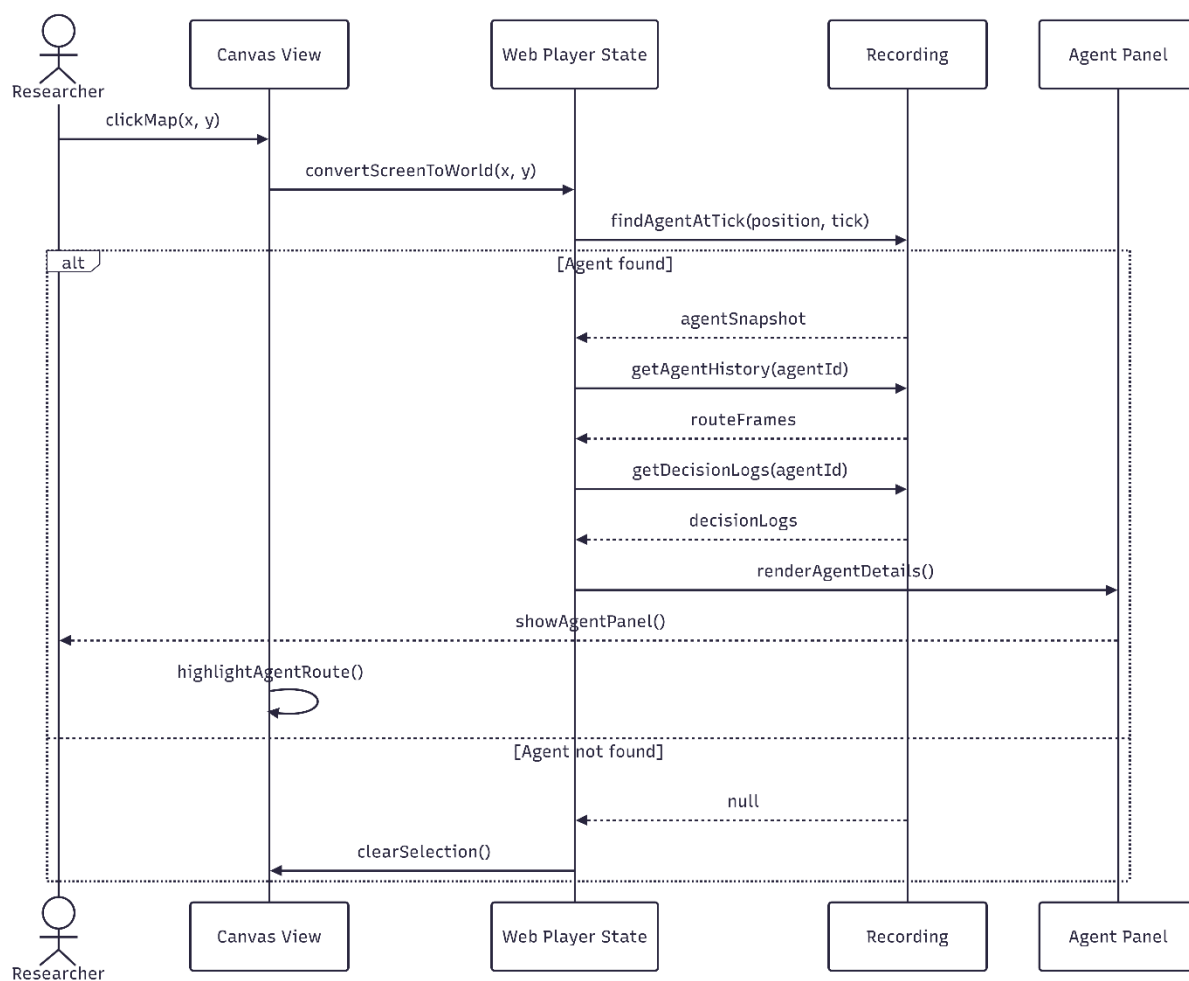 Researcher
Canvas View
Web Player State
Recording
Agent Panel
clickMap(x, y)
convertScreenToWorld(x, y)
findAgentAtTick(position, tick)
alt
[Agent found]
agentSnapshot
getAgentHistory(agentId)
routeFrames
getDecisionLogs(agentId)
decisionLogs
renderAgentDetails()
showAgentPanel()
highlightAgentRoute()
[Agent not found]
null
clearSelection()
Researcher
Canvas View
Web Player State
Recording
Agent Panel